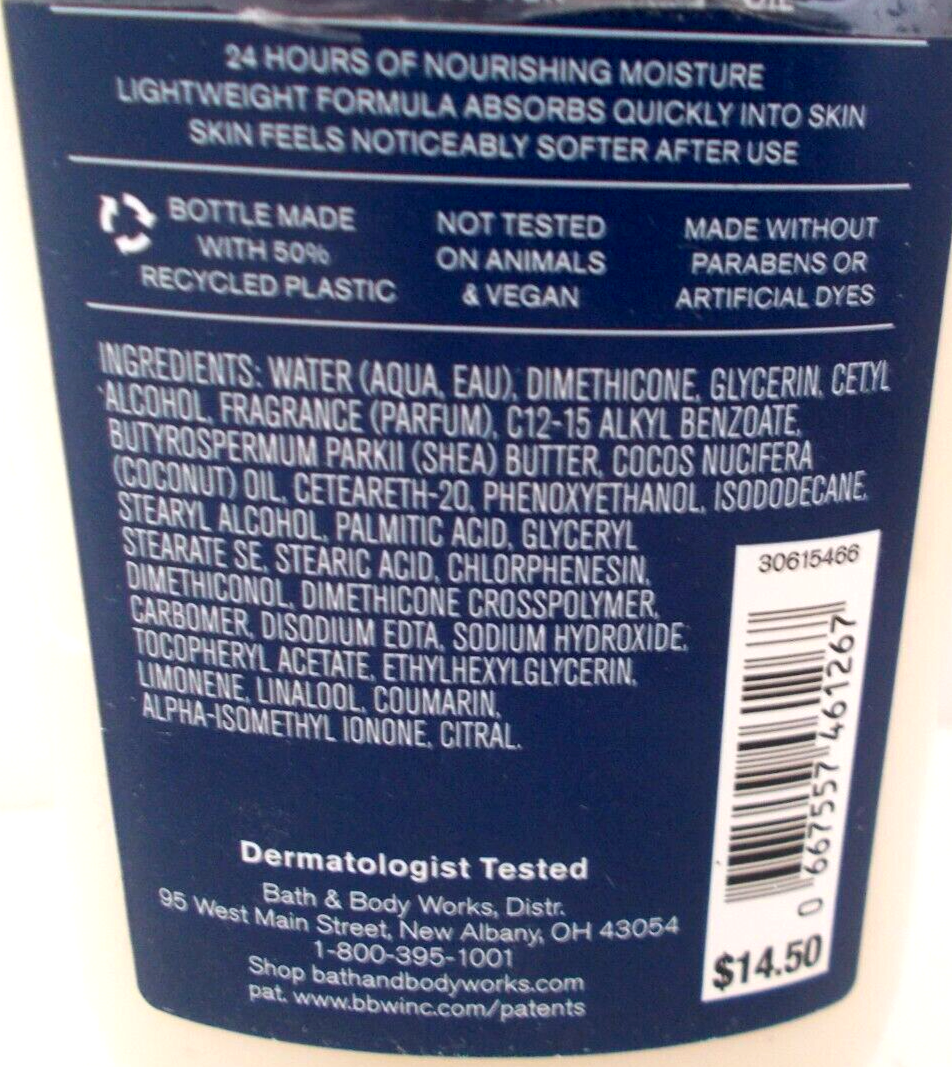 OIL
24 HOURS OF NOURISHING MOISTURE
LIGHTWEIGHT FORMULA ABSORBS QUICKLY INTO SKIN
SKIN FEELS NOTICEABLY SOFTER AFTER USE
BOTTLE MADE
WITH 50%
RECYCLED PLASTIC
NOT TESTED
ON ANIMALS
& VEGAN
MADE WITHOUT
PARABENS OR
ARTIFICIAL DYES
INGREDIENTS: WATER (AQUA, EAU), DIMETHICONE, GLYCERIN, CETYL
ALCOHOL, FRAGRANCE (PARFUM), C12-15 ALKYL BENZOATE,
BUTYROSPERMUM PARKII (SHEA) BUTTER, COCOS NUCIFERA
(COCONUT) OIL, CETEARETH-20, PHENOXYETHANOL, ISODODECANE,
STEARYL ALCOHOL, PALMITIC ACID, GLYCERYL
STEARATE SE, STEARIC ACID, CHLORPHENESIN,
DIMETHICONOL, DIMETHICONE CROSSPOLYMER,
CARBOMER, DISODIUM EDTA, SODIUM HYDROXIDE,
TOCOPHERYL ACETATE, ETHYLHEXYLGLYCERIN,
LIMONENE, LINALOOL, COUMARIN,
ALPHA-ISOMETHYL IONONE, CITRAL.
30615466
0 667557 461267
$14.50
Dermatologist Tested
Bath & Body Works, Distr.
95 West Main Street, New Albany, OH 43054
1-800-395-1001
Shop bathandbodyworks.com
pat. www.bbwinc.com/patents